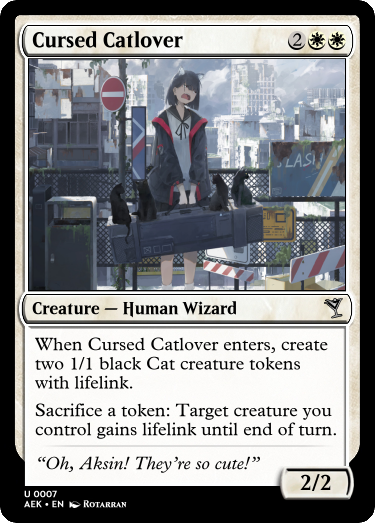 Cursed Catlover 2
SLASH
Creature — Human Wizard
When Cursed Catlover enters, create
two 1/1 black Cat creature tokens
with lifelink.
Sacrifice a token: Target creature you
control gains lifelink until end of turn.
“Oh, Aksin! They're so cute!”
2/2
U 0007
AEK • EN Rotarran